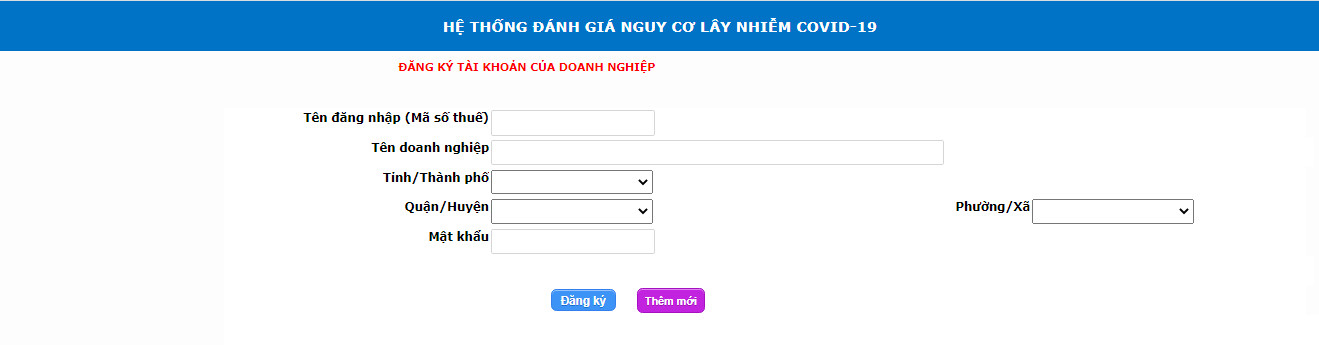 HỆ THỐNG ĐÁNH GIÁ NGUY CƠ LÂY NHIỄM COVID-19
ĐĂNG KÝ TÀI KHOẢN CỦA DOANH NGHIỆP
Tên đăng nhập (Mã số thuế)
Tên doanh nghiệp
Tỉnh/Thành phố
Quận/Huyện Phường/Xã
Mật khẩu
Đăng ký Thêm mới